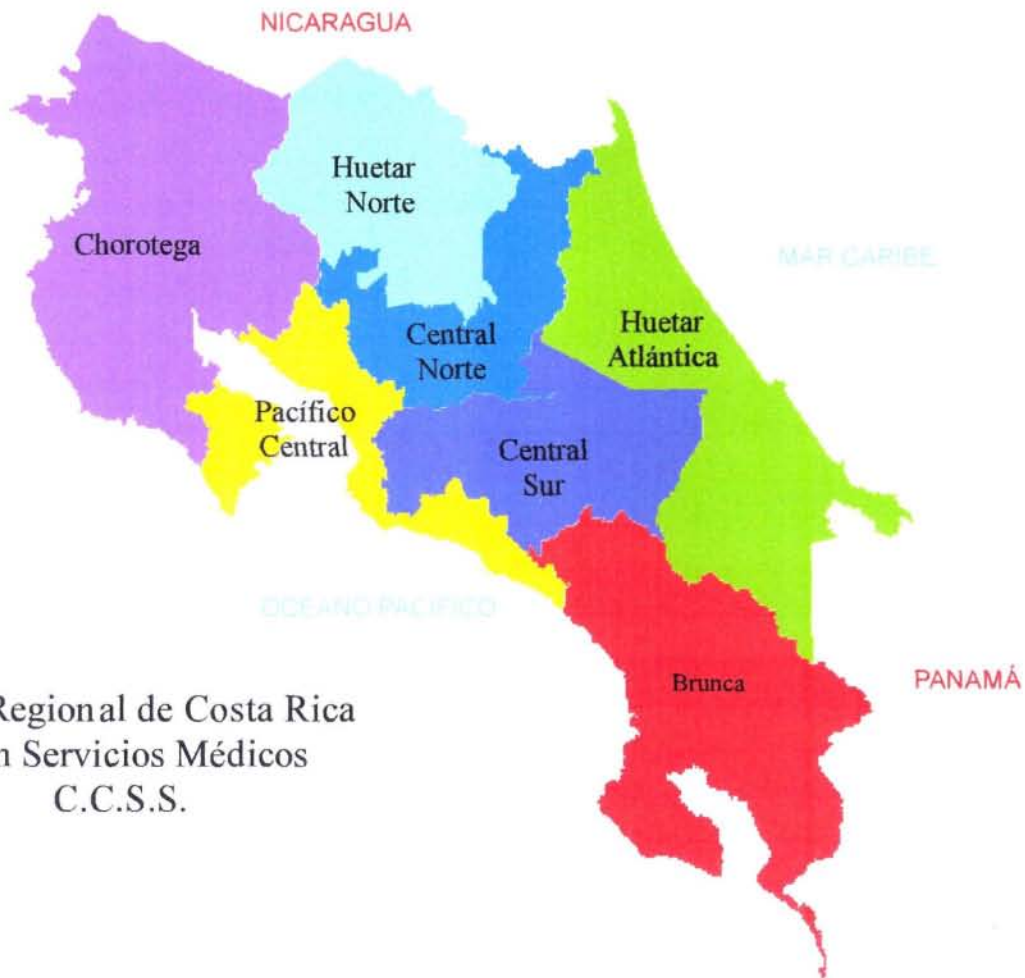 NICARAGUA
Huetar
Norte
Chorotega
MAR CARIBE
Central
Norte
Huetar
Atlántica
Pacífico
Central
Central
Sur
OCEANO PACIFICO
Brunca
PANAMÁ
Regional de Costa Rica
n Servicios Médicos
C.C.S.S.